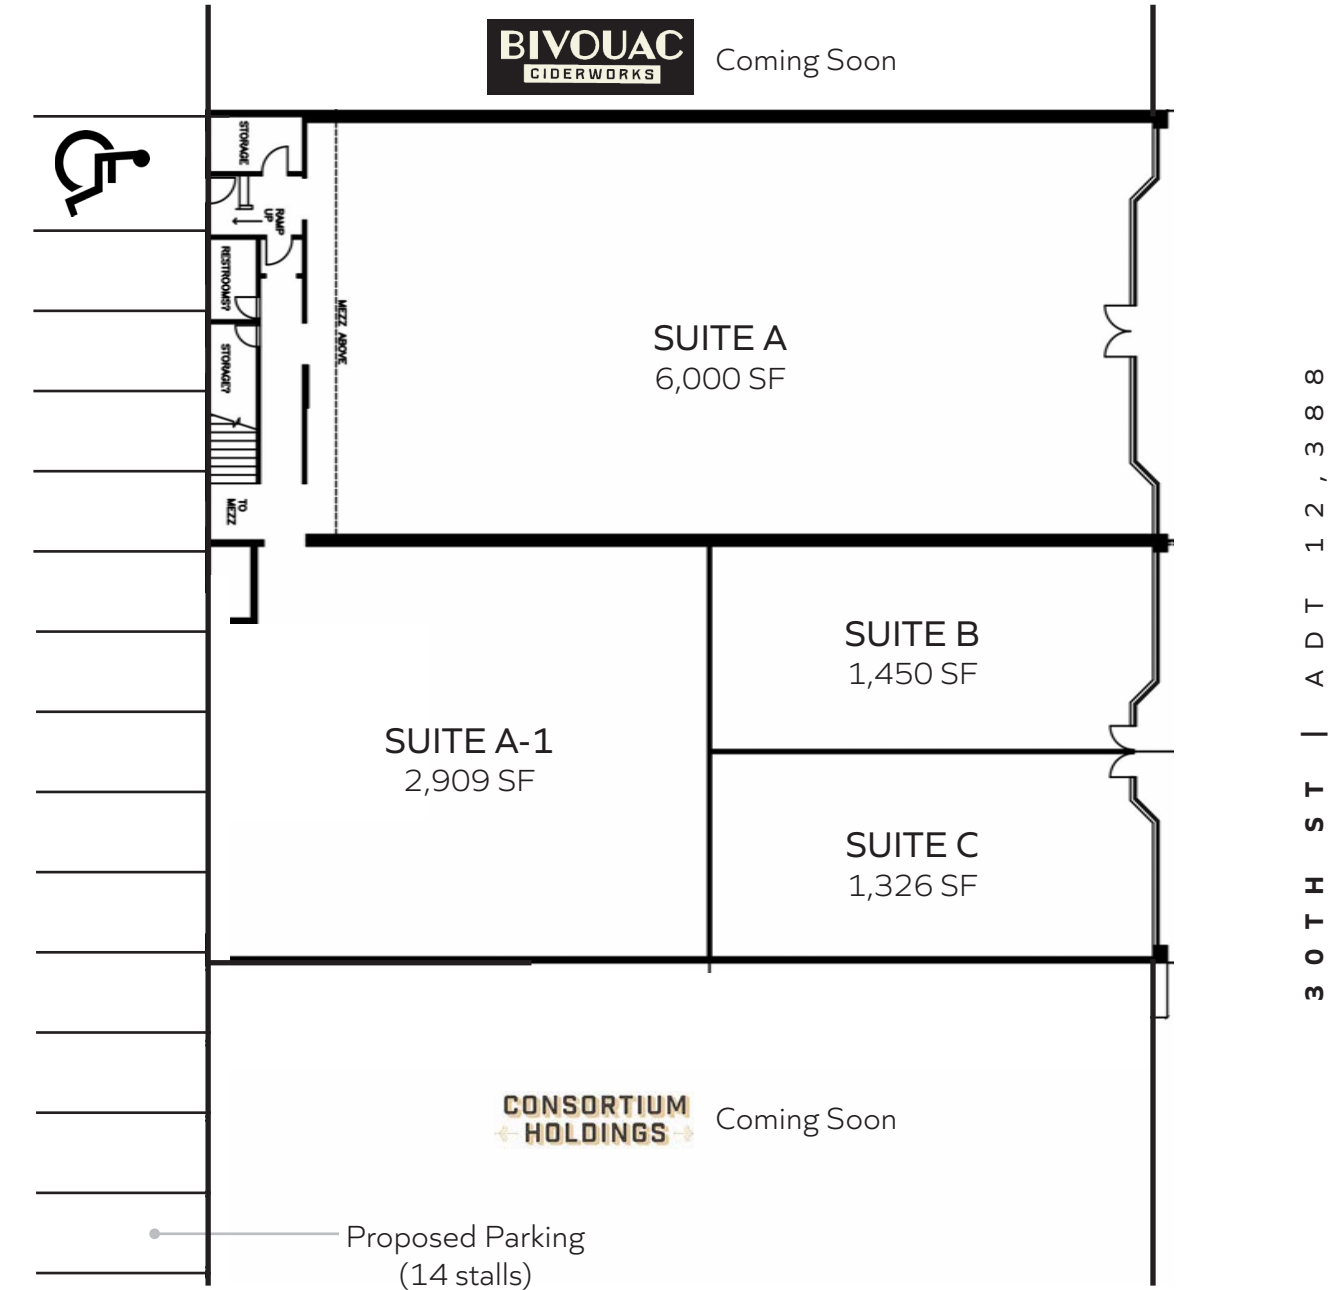 BIVOUAC
CIDERWORKS
Coming Soon
STORAGE
RAMP
UP
RESTROOMS?
STORAGE?
TO
MEZZ
MEZZ ABOVE
SUITE A
6,000 SF
SUITE B
1,450 SF
SUITE A-1
2,909 SF
SUITE C
1,326 SF
30TH ST | ADT 12,388
CONSORTIUM
HOLDINGS
Coming Soon
Proposed Parking
(14 stalls)